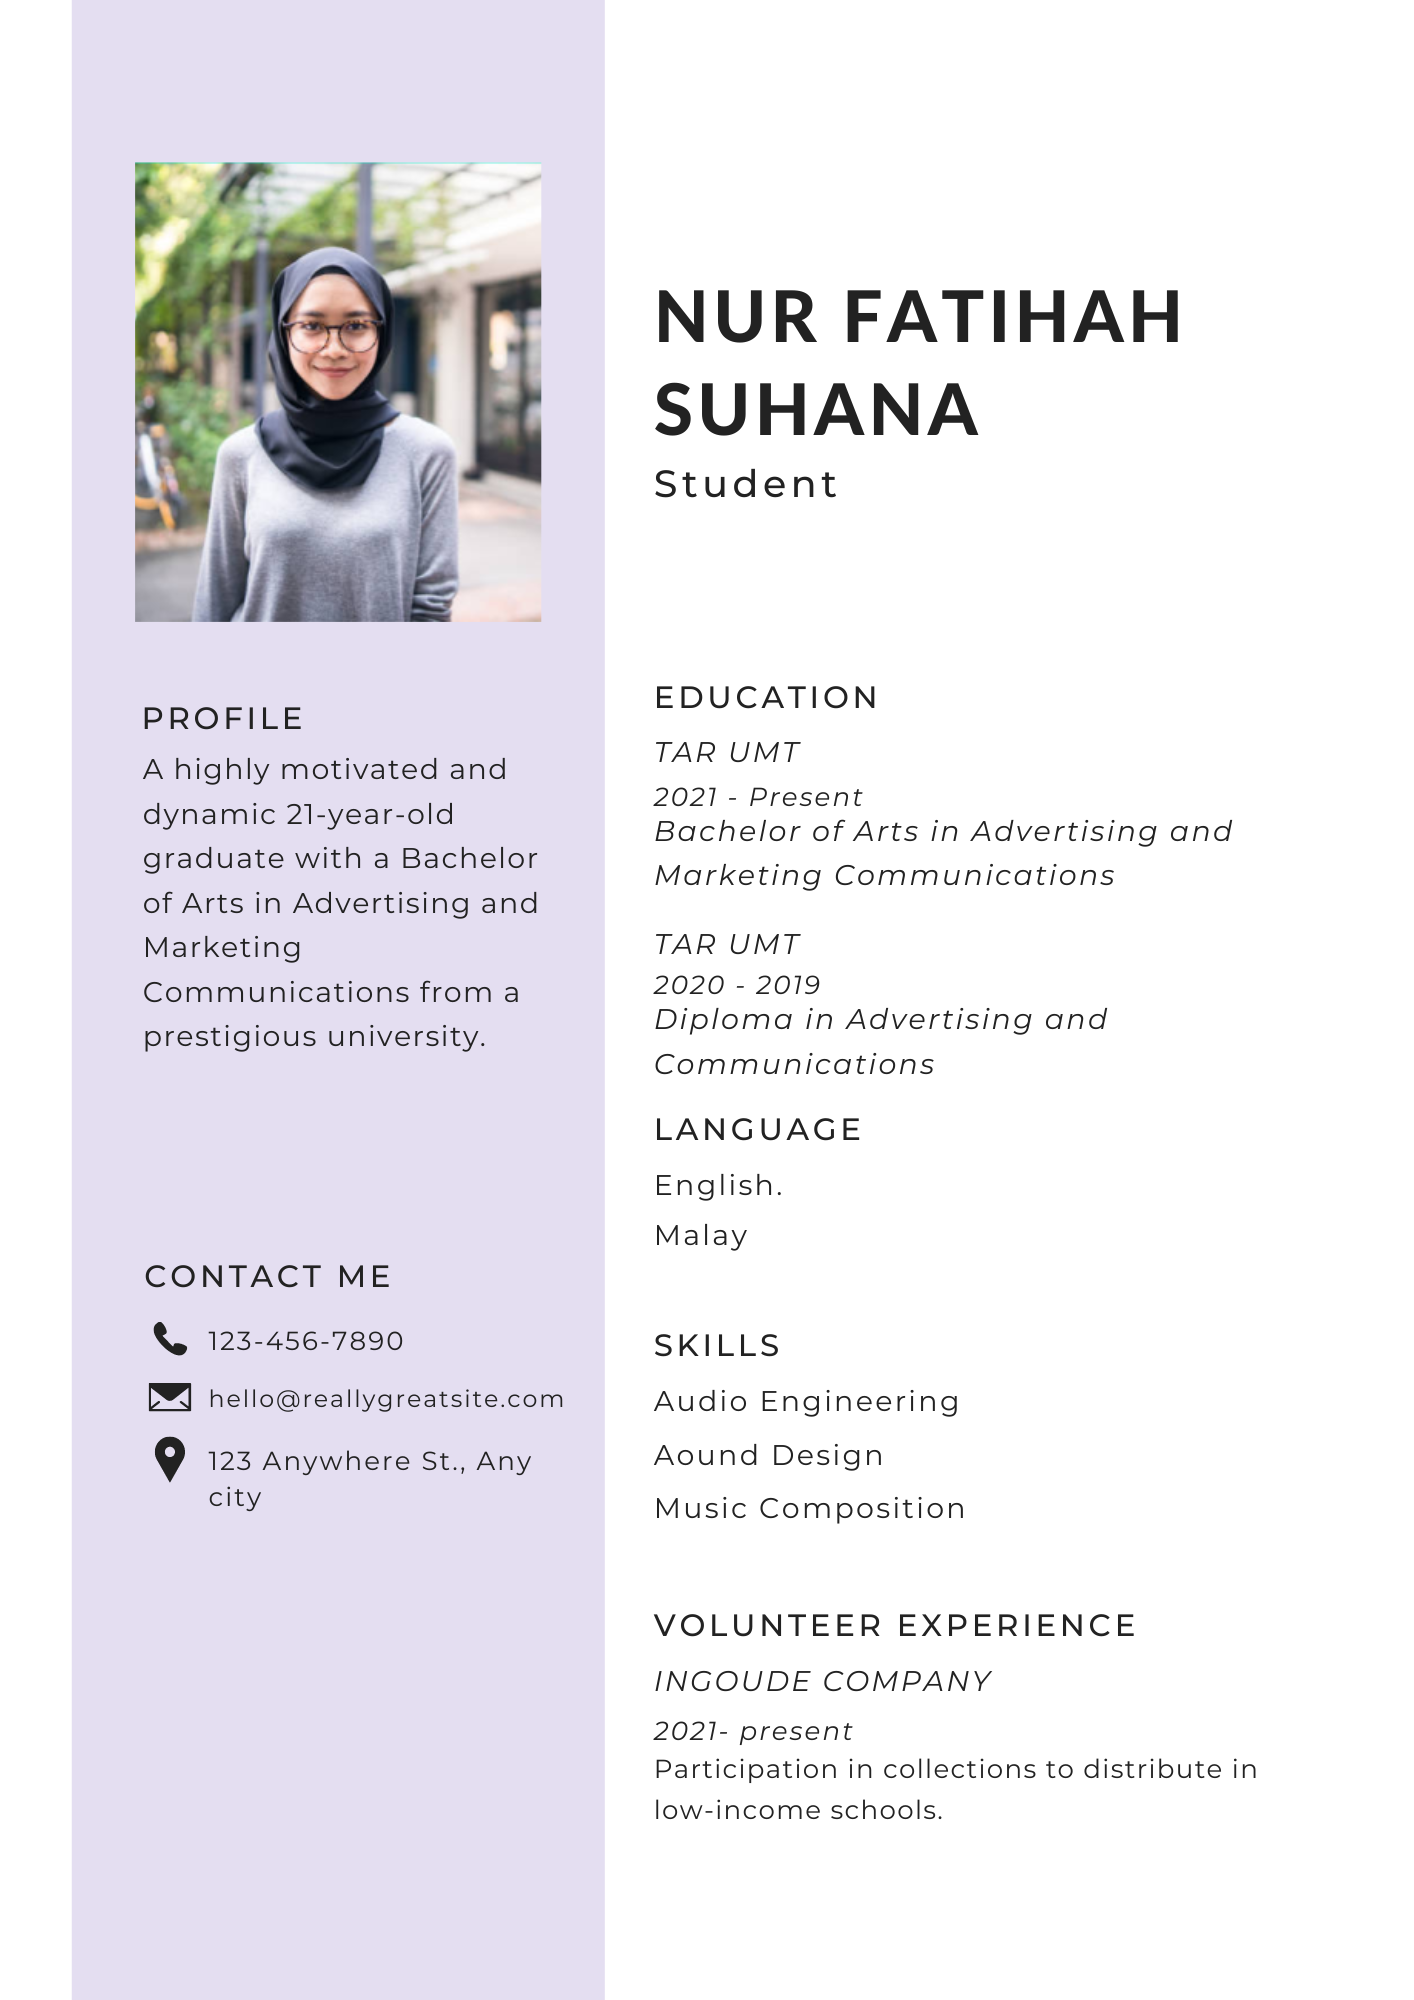 NUR FATIHAH
SUHANA
Student
PROFILE
A highly motivated and
dynamic 21-year-old
graduate with a Bachelor
of Arts in Advertising and
Marketing
Communications from a
prestigious university.
CONTACT ME
123-456-7890
hello@reallygreatsite.com
123 Anywhere St., Any
city
EDUCATION
TAR UMT
2021 - Present
Bachelor of Arts in Advertising and
Marketing Communications
TAR UMT
2020 - 2019
Diploma in Advertising and
Communications
LANGUAGE
English.
Malay
SKILLS
Audio Engineering
Aound Design
Music Composition
VOLUNTEER EXPERIENCE
INGOUDE COMPANY
2021- present
Participation in collections to distribute in
low-income schools.